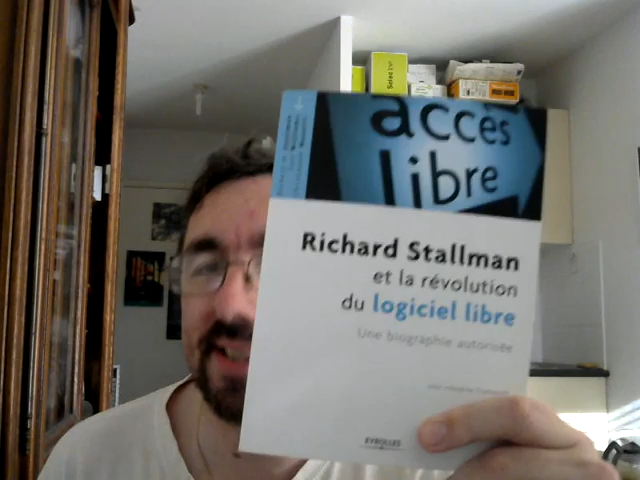 accès
libre
Richard Stallman
et la révolution
du logiciel libre
Une biographie autorisée
EYROLLES